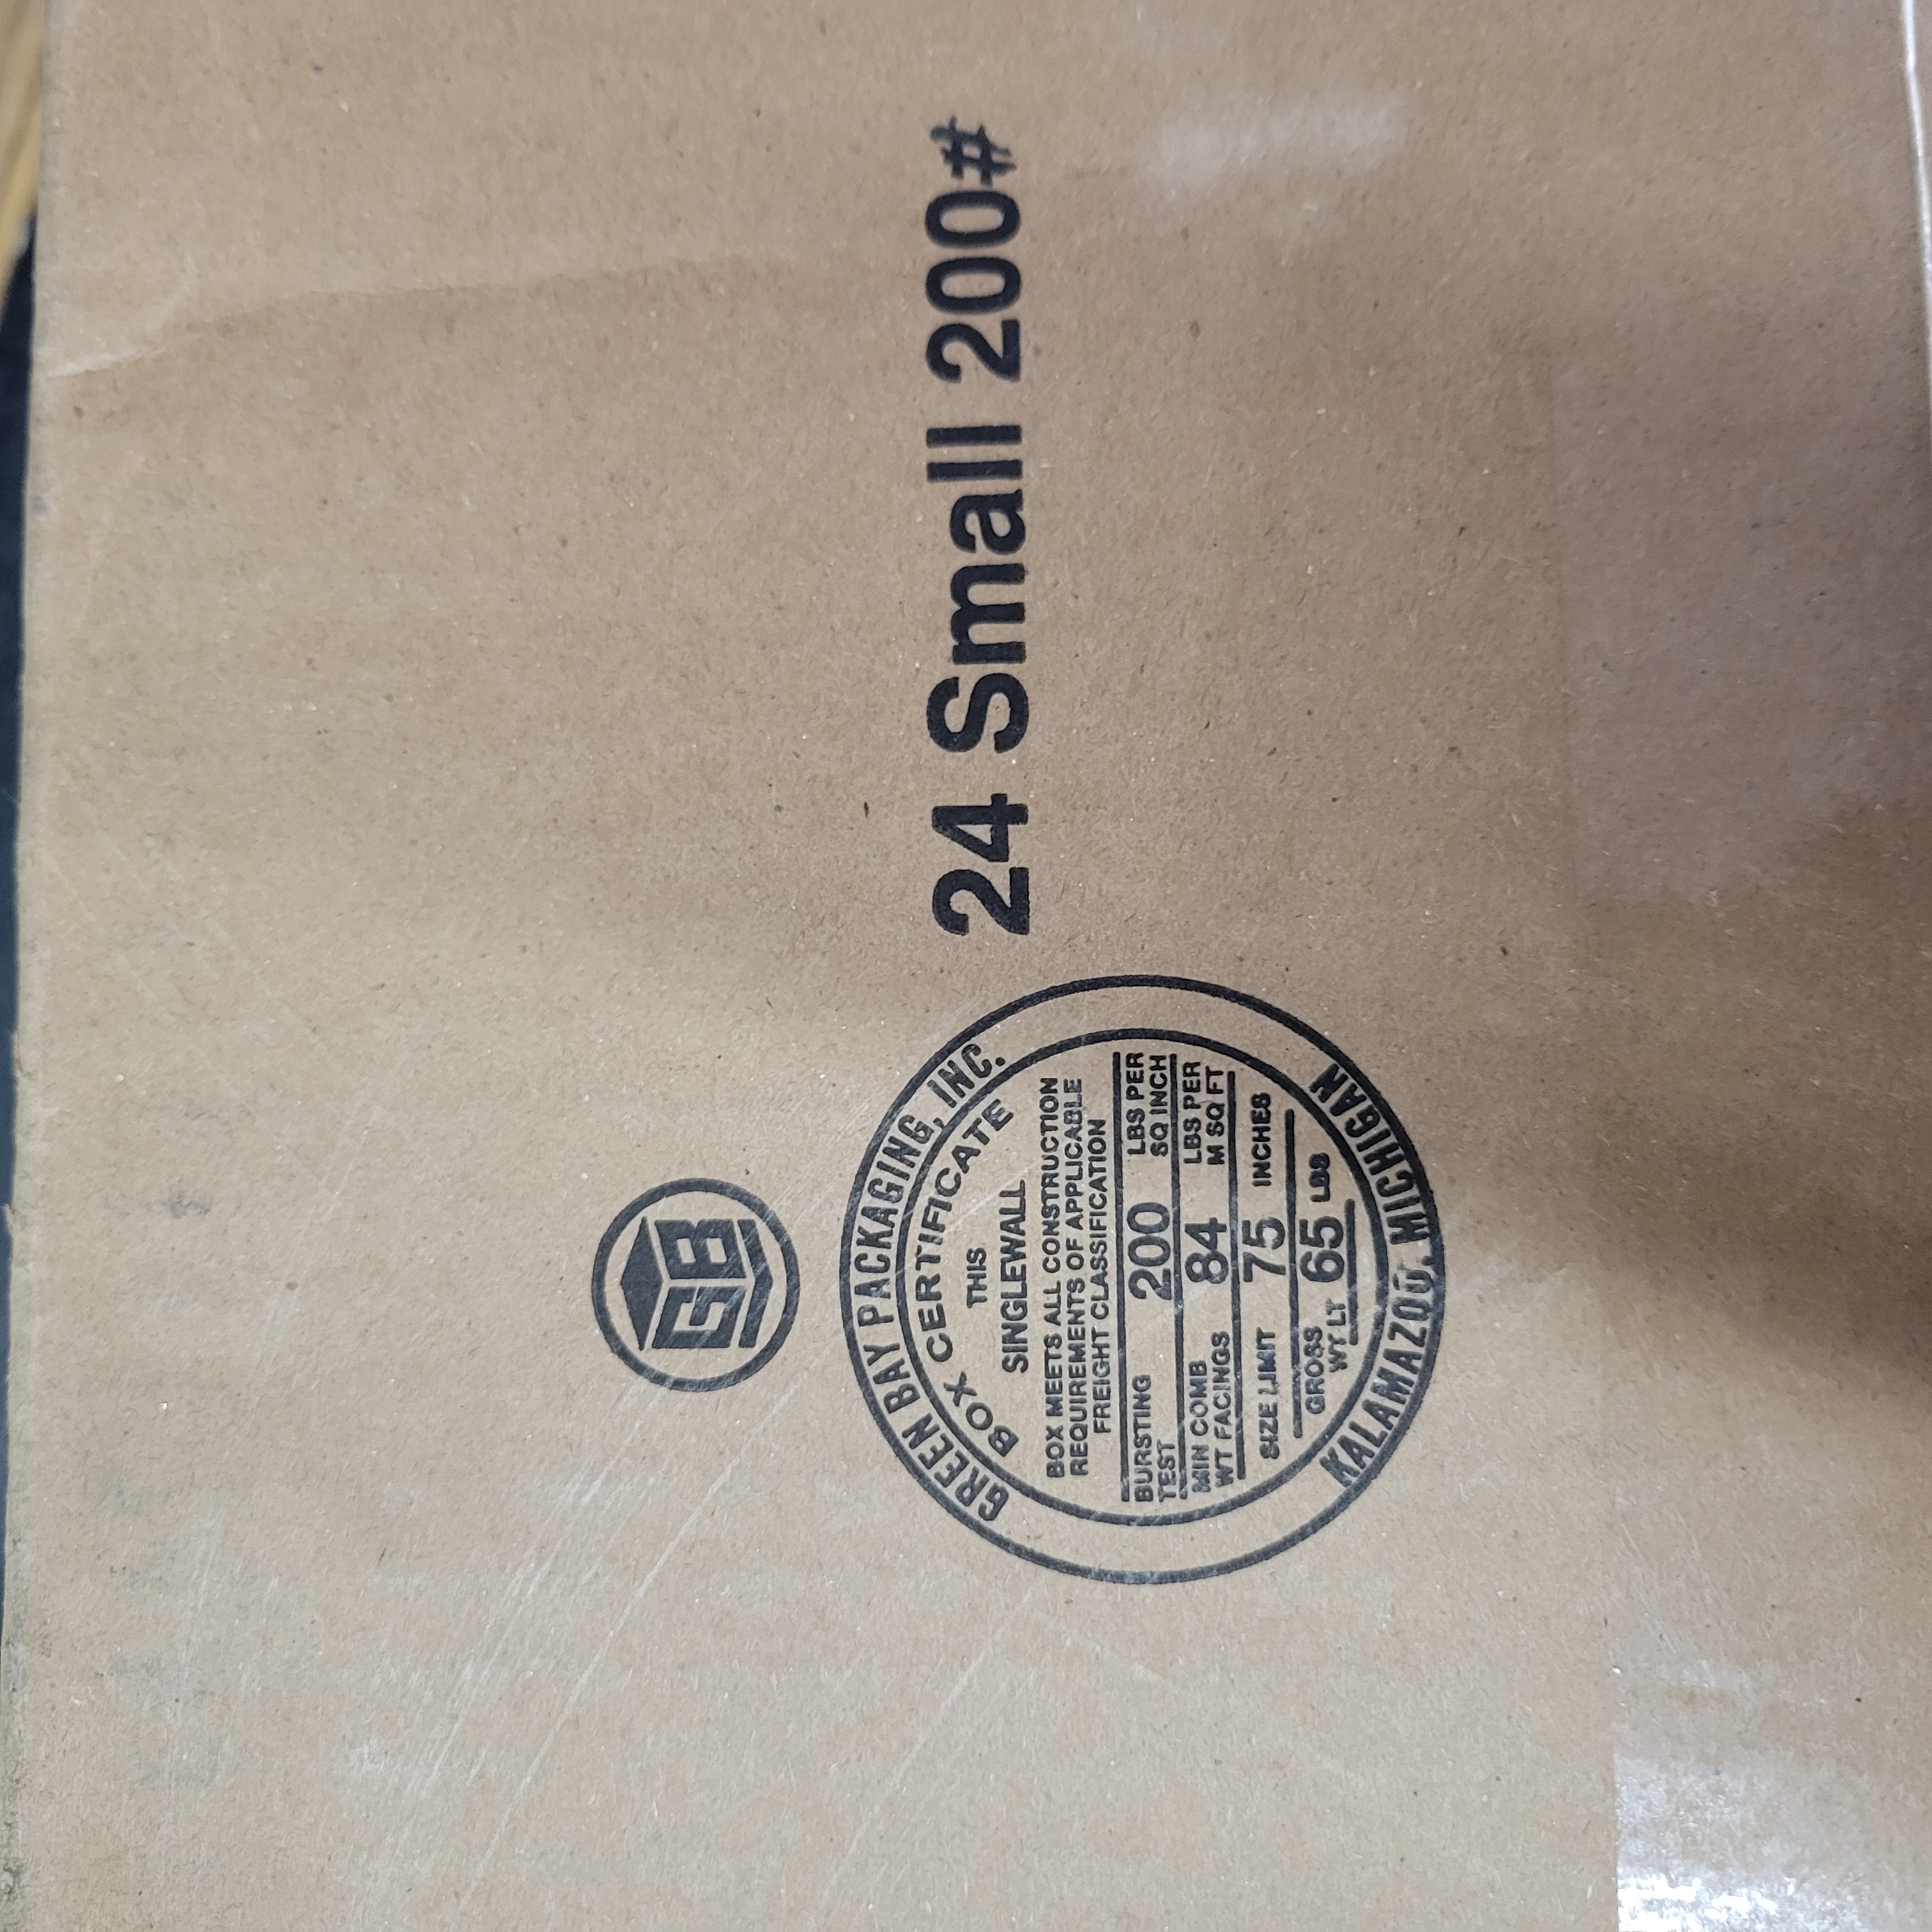 GB
GREEN BAY PACKAGING, INC.
BOX CERTIFICATE
THIS
SINGLEWALL
BOX MEETS ALL CONSTRUCTION
REQUIREMENTS OF APPLICABLE
FREIGHT CLASSIFICATION
BURSTING TEST 200 LBS PER SQ INCH
MIN COMB WT FACINGS 84 LBS PER M SQ FT
SIZE LIMIT 75 INCHES
GROSS WT LT 65 LBS
KALAMAZOO, MICHIGAN
24 Small 200#